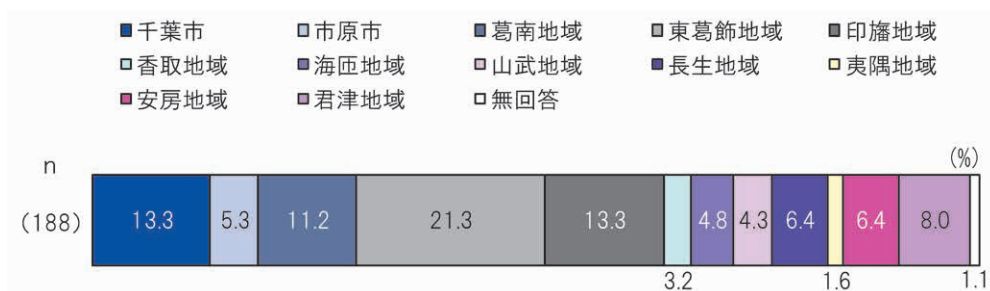 千葉市 市原市 葛南地域 東葛飾地域 印旛地域
香取地域 海匝地域 山武地域 長生地域 夷隅地域
安房地域 君津地域 無回答
n (%)
(188) 13.3 5.3 11.2 21.3 13.3 4.8 4.3 6.4 6.4 8.0
3.2 1.6 1.1